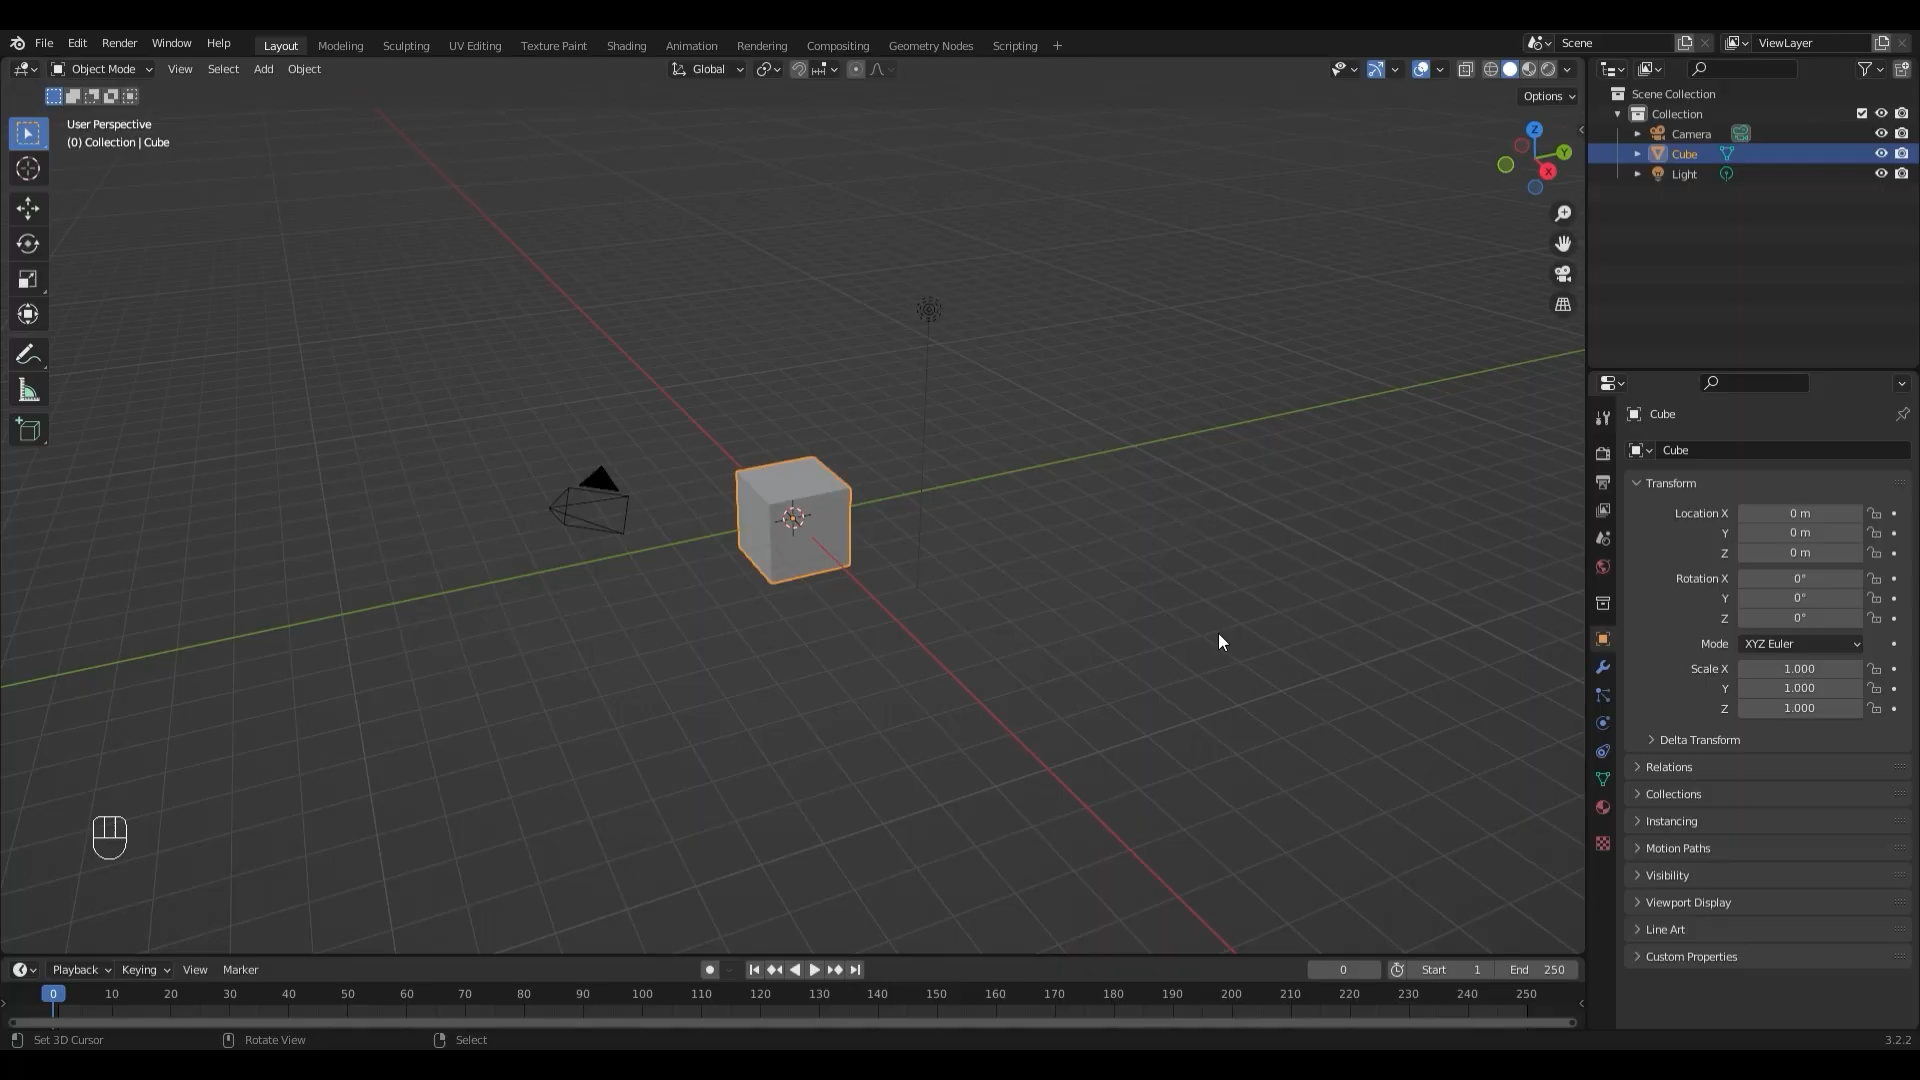 File Edit Render Window Help Layout Modeling Sculpting UV Editing Texture Paint Shading Animation Rendering Compositing Geometry Nodes Scripting + Scene ViewLayer
Object Mode View Select Add Object Global
Options
User Perspective
(0) Collection | Cube
Z
Y
X
Scene Collection
Collection
Camera
Cube
Light
Cube
Cube
Transform
Location X 0 m
Y 0 m
Z 0 m
Rotation X 0°
Y 0°
Z 0°
Mode XYZ Euler
Scale X 1.000
Y 1.000
Z 1.000
Delta Transform
Relations
Collections
Instancing
Motion Paths
Visibility
Viewport Display
Line Art
Custom Properties
Playback Keying View Marker 0 Start 1 End 250
0 10 20 30 40 50 60 70 80 90 100 110 120 130 140 150 160 170 180 190 200 210 220 230 240 250
Set 3D Cursor Rotate View Select 3.2.2